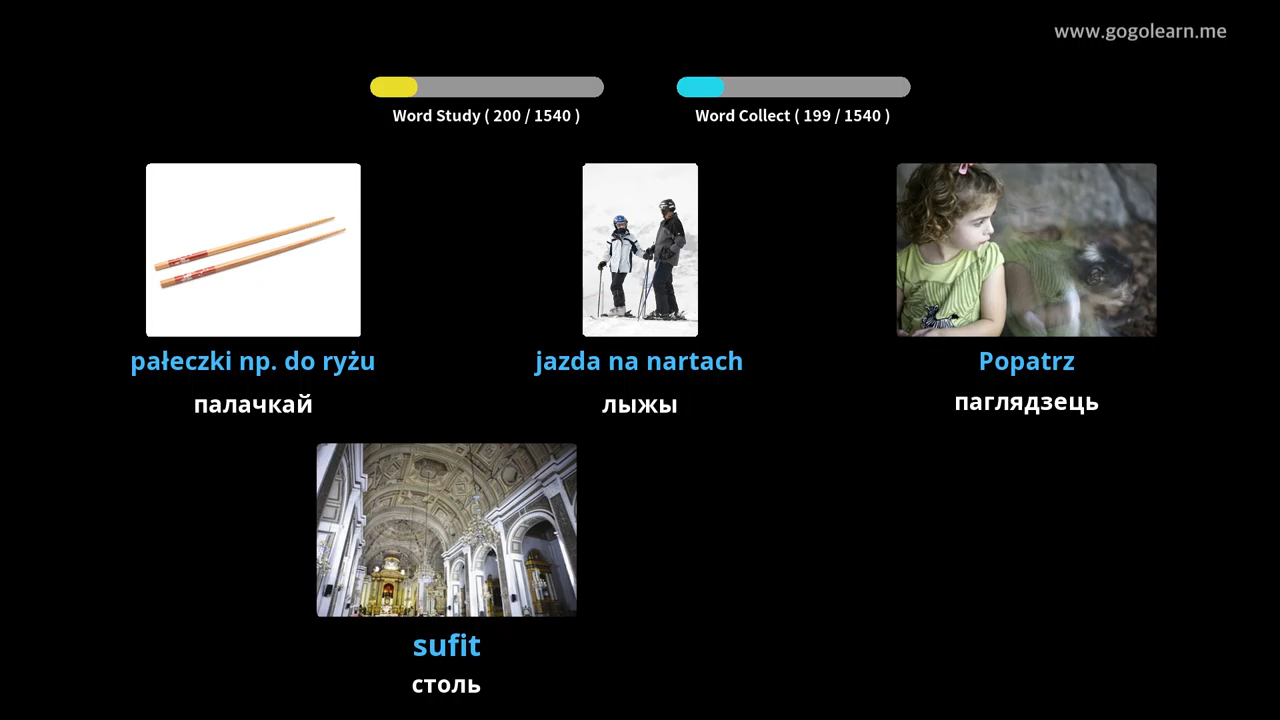 www.gogolearn.me
Word Study ( 200 / 1540 )
Word Collect ( 199 / 1540 )
pałeczki np. do ryżu
палачкай
jazda na nartach
лыжы
Popatrz
паглядзець
sufit
столь